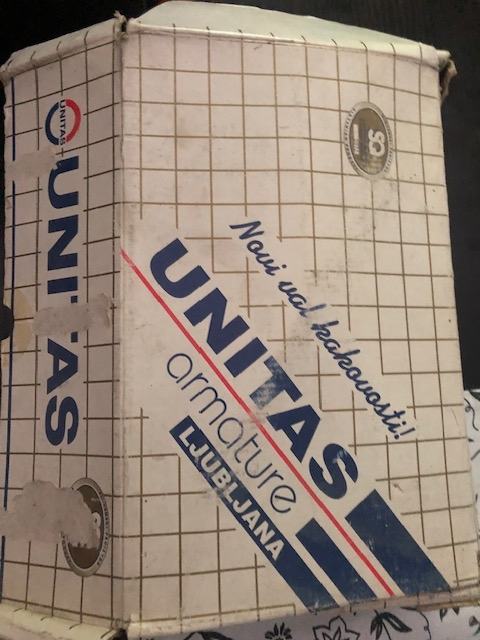 UNITAS
UNITAS
Novi val kakovosti!
UNITAS
armature
LJUBLJANA